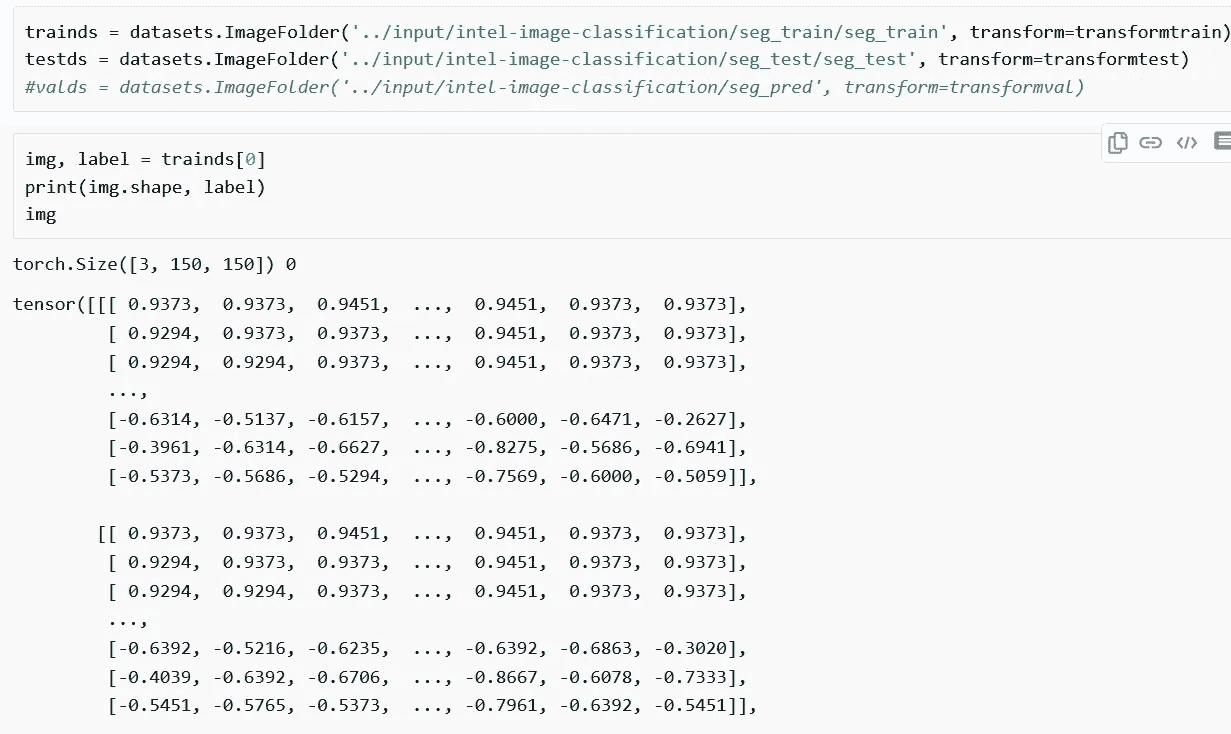 trainds = datasets.ImageFolder('../input/intel-image-classification/seg_train/seg_train', transform=transformtrain)
testds = datasets.ImageFolder('../input/intel-image-classification/seg_test/seg_test', transform=transformtest)
#valds = datasets.ImageFolder('../input/intel-image-classification/seg_pred', transform=transformval)
img, label = trainds[0]
print(img.shape, label)
img
torch.Size([3, 150, 150]) 0
tensor([[[ 0.9373,  0.9373,  0.9451,  ...,  0.9451,  0.9373,  0.9373],
         [ 0.9294,  0.9373,  0.9373,  ...,  0.9451,  0.9373,  0.9373],
         [ 0.9294,  0.9294,  0.9373,  ...,  0.9451,  0.9373,  0.9373],
         ...,
         [-0.6314, -0.5137, -0.6157,  ..., -0.6000, -0.6471, -0.2627],
         [-0.3961, -0.6314, -0.6627,  ..., -0.8275, -0.5686, -0.6941],
         [-0.5373, -0.5686, -0.5294,  ..., -0.7569, -0.6000, -0.5059]],
        [[ 0.9373,  0.9373,  0.9451,  ...,  0.9451,  0.9373,  0.9373],
         [ 0.9294,  0.9373,  0.9373,  ...,  0.9451,  0.9373,  0.9373],
         [ 0.9294,  0.9294,  0.9373,  ...,  0.9451,  0.9373,  0.9373],
         ...,
         [-0.6392, -0.5216, -0.6235,  ..., -0.6392, -0.6863, -0.3020],
         [-0.4039, -0.6392, -0.6706,  ..., -0.8667, -0.6078, -0.7333],
         [-0.5451, -0.5765, -0.5373,  ..., -0.7961, -0.6392, -0.5451]],